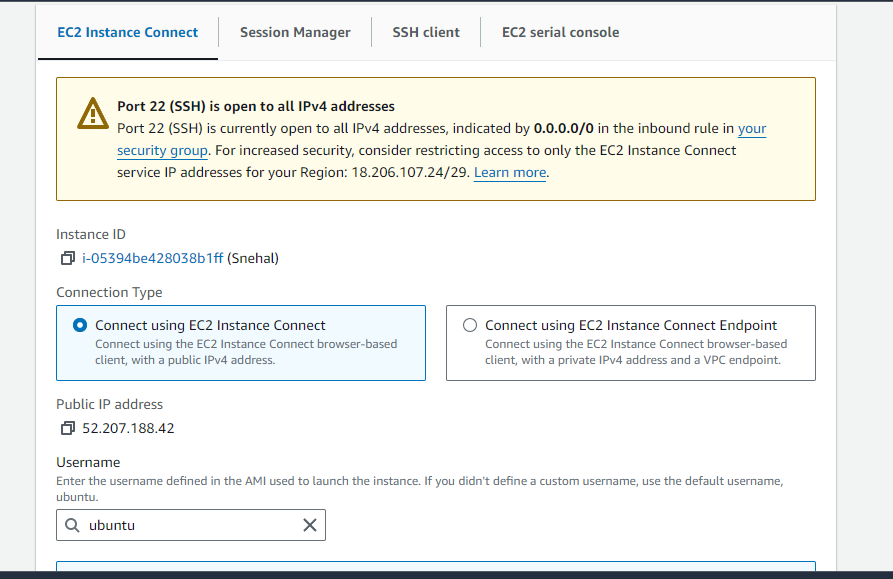 EC2 Instance Connect Session Manager SSH client EC2 serial console
Port 22 (SSH) is open to all IPv4 addresses
Port 22 (SSH) is currently open to all IPv4 addresses, indicated by 0.0.0.0/0 in the inbound rule in your
security group. For increased security, consider restricting access to only the EC2 Instance Connect
service IP addresses for your Region: 18.206.107.24/29. Learn more.
Instance ID
i-05394be428038b1ff (Snehal)
Connection Type
Connect using EC2 Instance Connect
Connect using the EC2 Instance Connect browser-based
client, with a public IPv4 address.
Connect using EC2 Instance Connect Endpoint
Connect using the EC2 Instance Connect browser-based
client, with a private IPv4 address and a VPC endpoint.
Public IP address
52.207.188.42
Username
Enter the username defined in the AMI used to launch the instance. If you didn't define a custom username, use the default username,
ubuntu.
ubuntu